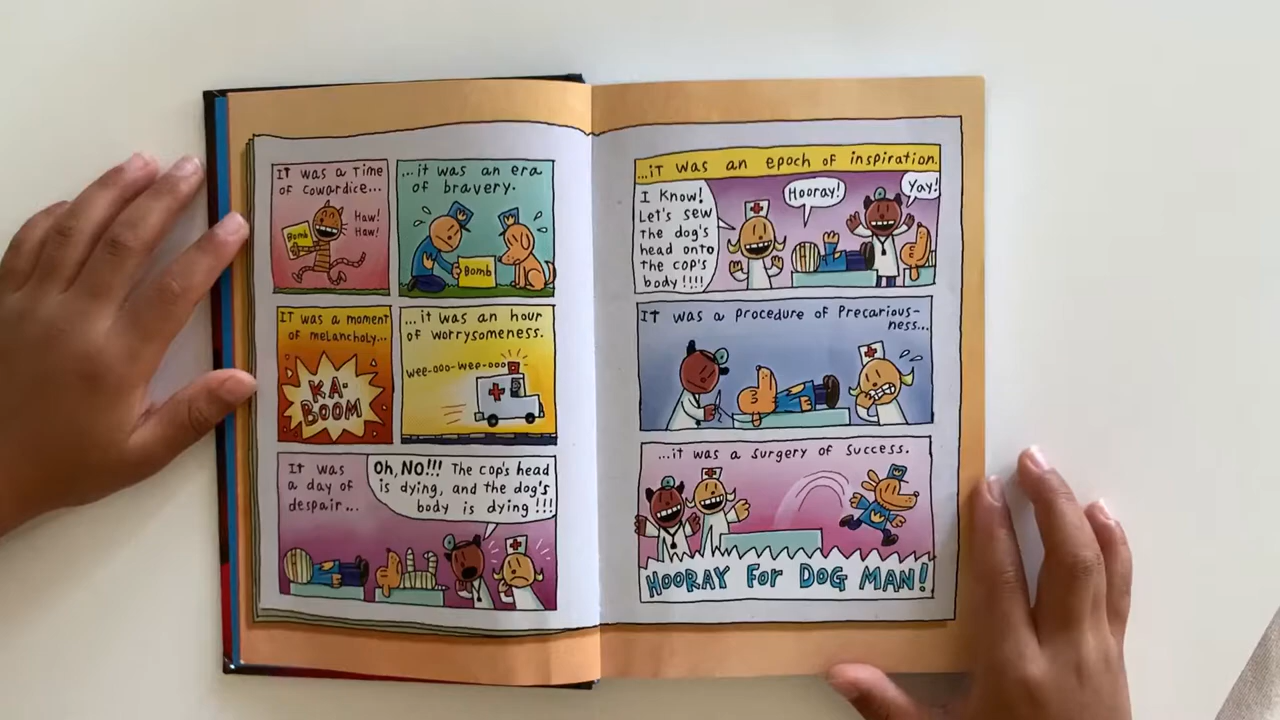 It was a time
of cowardice...
Haw!
Haw!
Bomb
...it was an era
of bravery.
Bomb
It was a moment
of melancholy...
KA-
BOOM
...it was an hour
of worrysomeness.
wee-ooo-wee-ooo
It was
a day of
despair...
Oh, NO!!! The cop's head
is dying, and the dog's
body is dying!!!
...it was an epoch of inspiration.
I Know!
Let's sew
the dog's
head onto
the cop's
body!!!!
Hooray!
Yay!
It was a procedure of Precarious-
ness...
...it was a surgery of success.
HOORAY FOR DOG MAN!